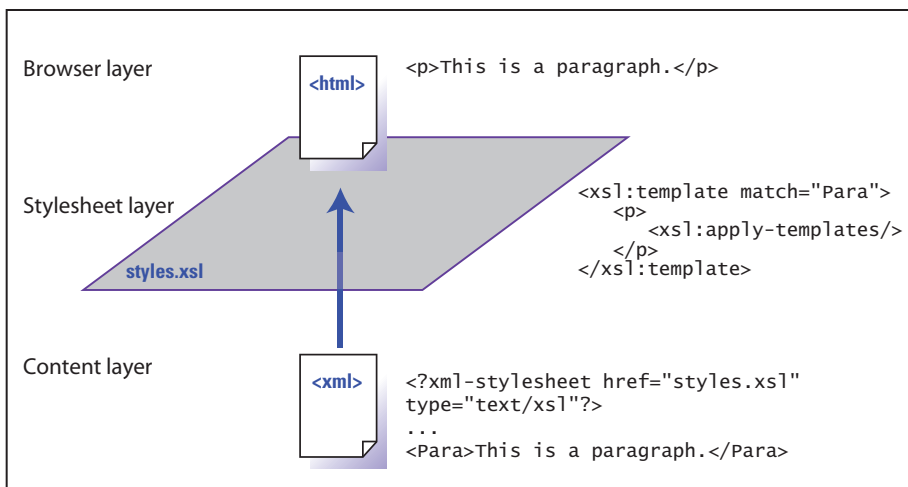 Browser layer
<html>
<p>This is a paragraph.</p>
Stylesheet layer
styles.xsl
<xsl:template match="Para">
<p>
<xsl:apply-templates/>
</p>
</xsl:template>
Content layer
<xml>
<?xml-stylesheet href="styles.xsl"
type="text/xsl"?>
...
<Para>This is a paragraph.</Para>